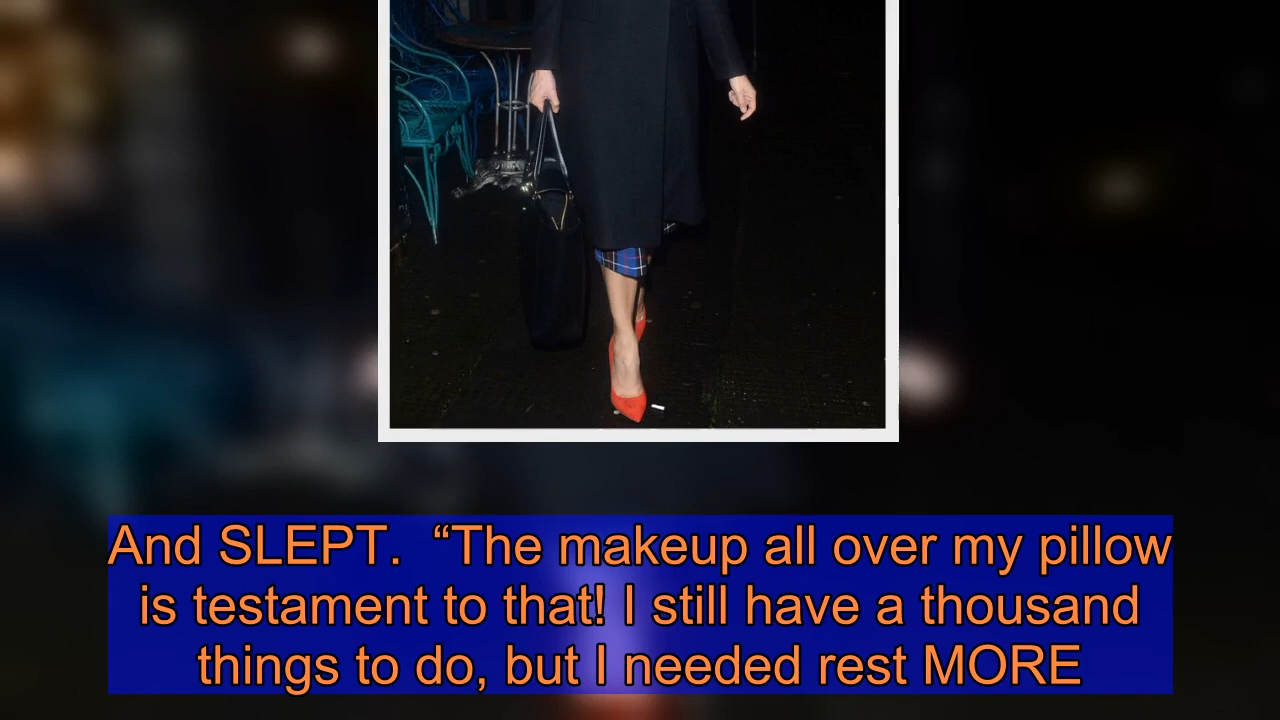 And SLEPT.  “The makeup all over my pillow
is testament to that! I still have a thousand
things to do, but I needed rest MORE